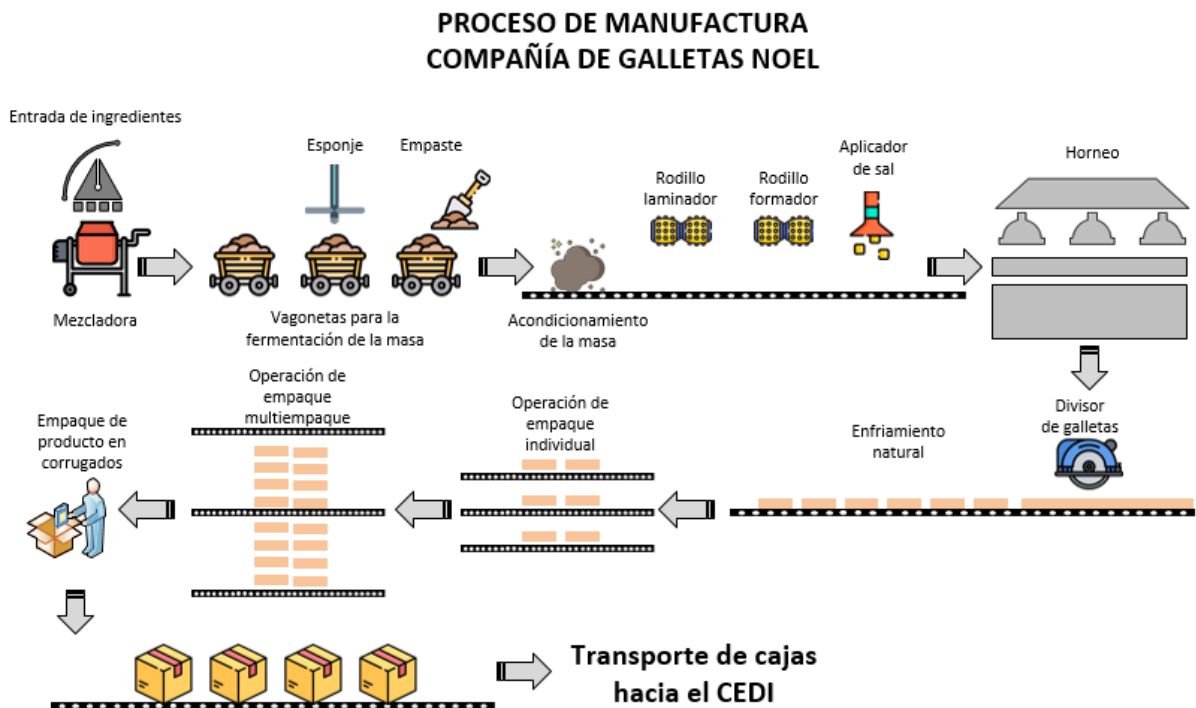 PROCESO DE MANUFACTURA
COMPAÑÍA DE GALLETAS NOEL
Entrada de ingredientes
Mezcladora
Esponje
Empaste
Vagonetas para la
fermentación de la masa
Acondicionamiento
de la masa
Rodillo
laminador
Rodillo
formador
Aplicador
de sal
Horneo
Divisor
de galletas
Enfriamiento
natural
Operación de
empaque
individual
Operación de
empaque
multiempaque
Empaque de
producto en
corrugados
Transporte de cajas
hacia el CEDI